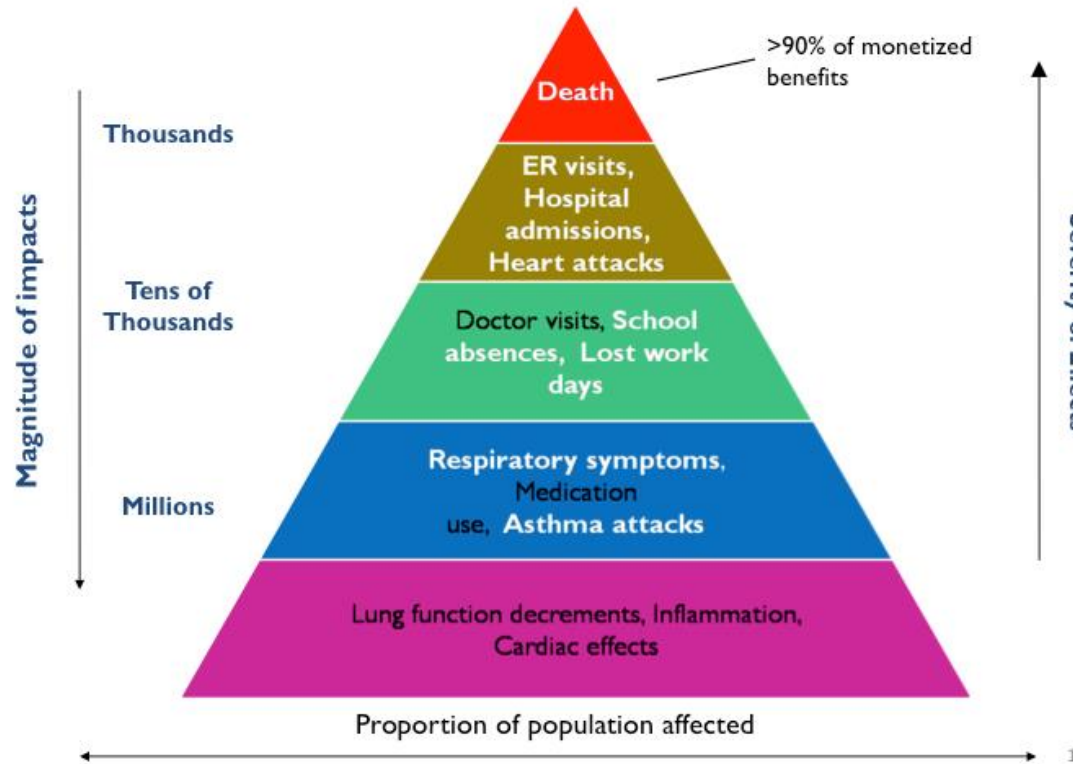 >90% of monetized
benefits
Death
Thousands
ER visits,
Hospital
admissions,
Heart attacks
Magnitude of impacts
Tens of
Thousands
Doctor visits, School
absences,  Lost work
days
Respiratory symptoms,
Medication
use,  Asthma attacks
Millions
Lung function decrements, Inflammation,
Cardiac effects
Proportion of population affected
1